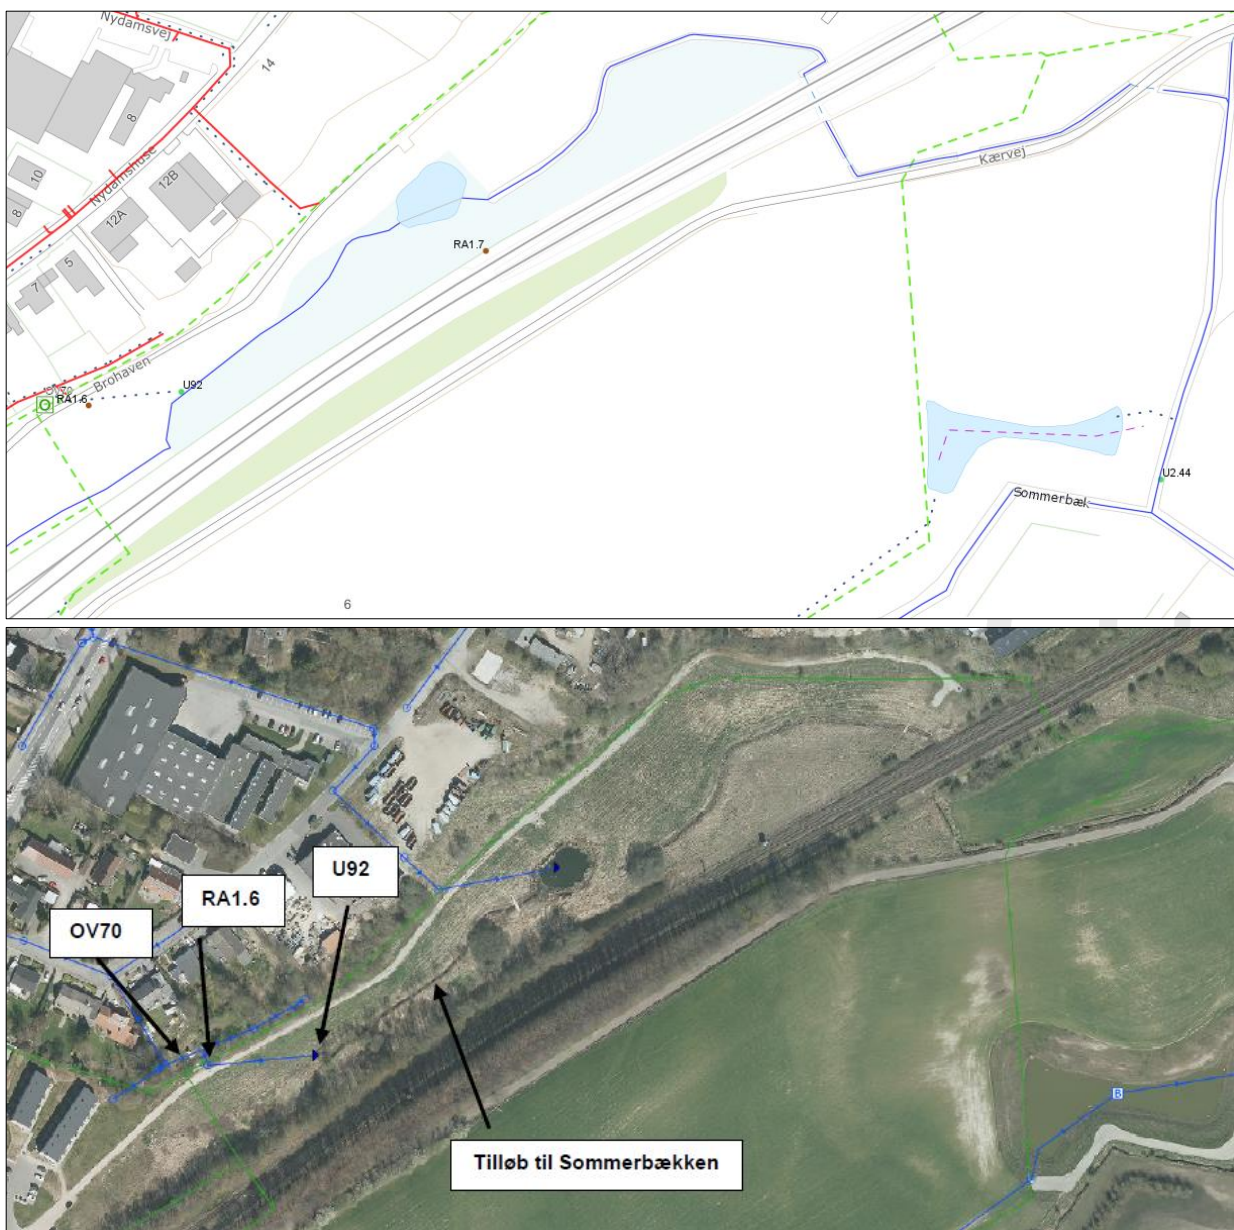 Nydamsvej
14
8
Nydamshuse
10
12B
8
12A
5
7
Kærvej
RA1.7
Brohaven
U92
RA1.6
O
U2.44
Sommerbæk
6
U92
RA1.6
OV70
B
Tilløb til Sommerbækken